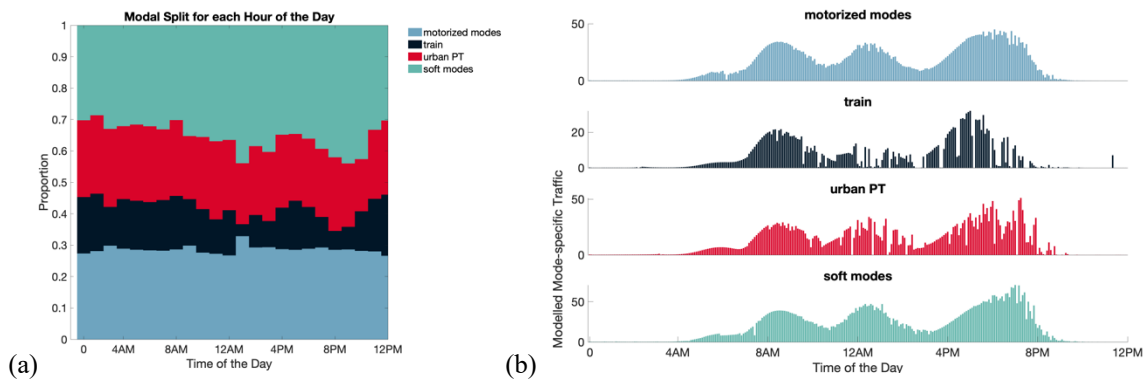 Modal Split for each Hour of the Day
1
0.9
0.8
0.7
0.6
0.5
0.4
0.3
0.2
0.1
0
Proportion
0 4AM 8AM 12AM 4PM 8PM 12PM
Time of the Day
motorized modes
train
urban PT
soft modes
(a)
motorized modes
50
0
train
20
0
urban PT
50
0
soft modes
50
0
Modelled Mode-specific Traffic
0 4AM 8AM 12AM 4PM 8PM 12PM
Time of the Day
(b)